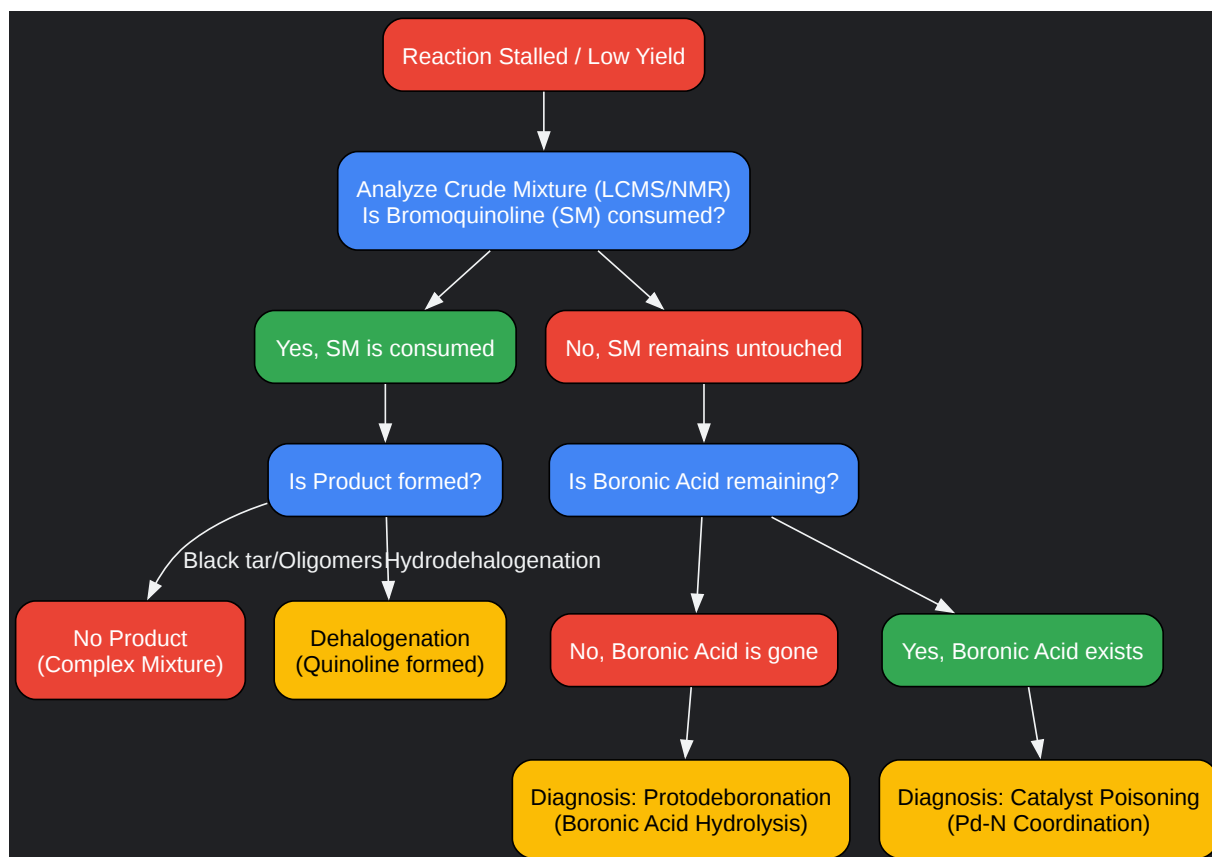 Reaction Stalled / Low Yield
Analyze Crude Mixture (LCMS/NMR)
Is Bromoquinoline (SM) consumed?
Yes, SM is consumed
No, SM remains untouched
Is Product formed?
Is Boronic Acid remaining?
Black tar/Oligomers
Hydrodehalogenation
No Product
(Complex Mixture)
Dehalogenation
(Quinoline formed)
No, Boronic Acid is gone
Yes, Boronic Acid exists
Diagnosis: Protodeboronation
(Boronic Acid Hydrolysis)
Diagnosis: Catalyst Poisoning
(Pd-N Coordination)